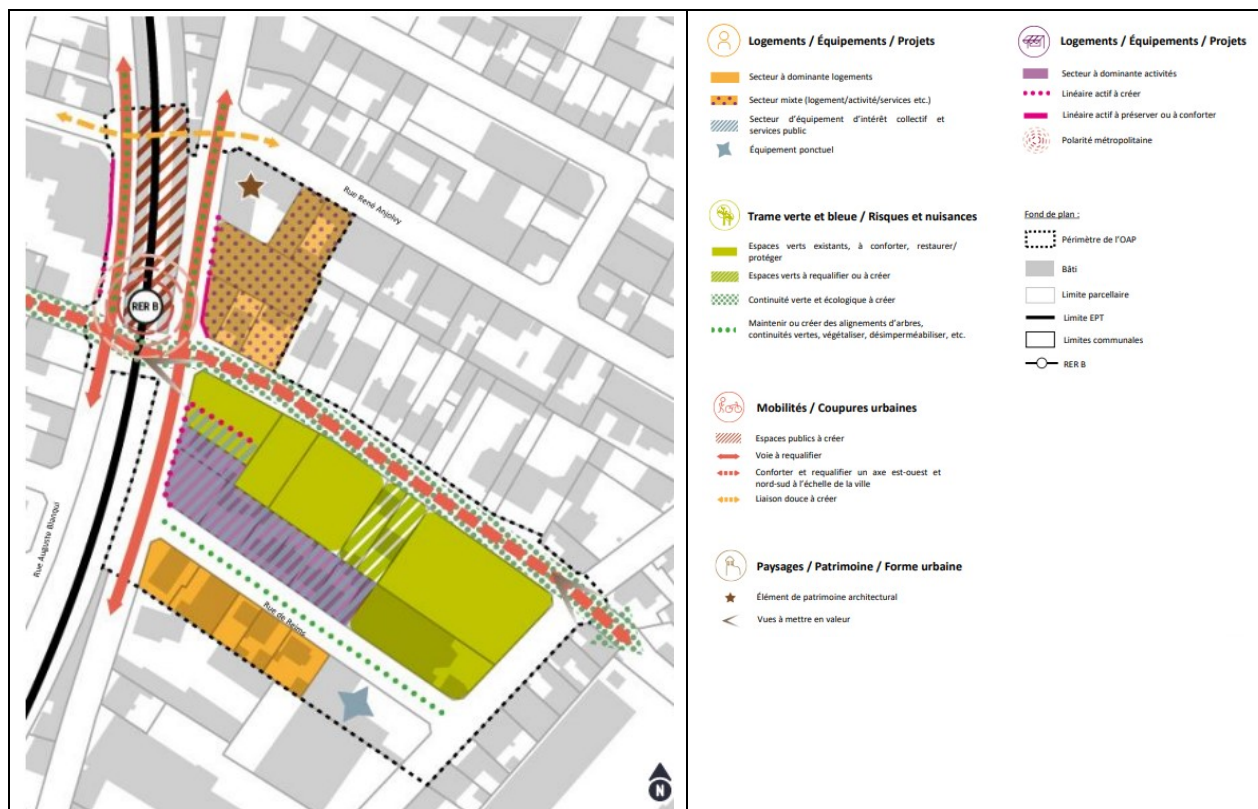 Rue René Anjolvy
RER B
Rue Auguste Blanqui
Rue de Reims
N
Logements / Équipements / Projets
Secteur à dominante logements
Secteur mixte (logement/activité/services etc.)
Secteur d'équipement d'intérêt collectif et
services public
Équipement ponctuel
Trame verte et bleue / Risques et nuisances
Espaces verts existants, à conforter, restaurer/
protéger
Espaces verts à requalifier ou à créer
Continuité verte et écologique à créer
Maintenir ou créer des alignements d'arbres,
continuités vertes, végétaliser, désimperméabiliser, etc.
Mobilités / Coupures urbaines
Espaces publics à créer
Voie à requalifier
Conforter et requalifier un axe est-ouest et
nord-sud à l'échelle de la ville
Liaison douce à créer
Paysages / Patrimoine / Forme urbaine
Élément de patrimoine architectural
Vues à mettre en valeur
Logements / Équipements / Projets
Secteur à dominante activités
Linéaire actif à créer
Linéaire actif à préserver ou à conforter
Polarité métropolitaine
Fond de plan :
Périmètre de l'OAP
Bâti
Limite parcellaire
Limite EPT
Limites communales
RER B